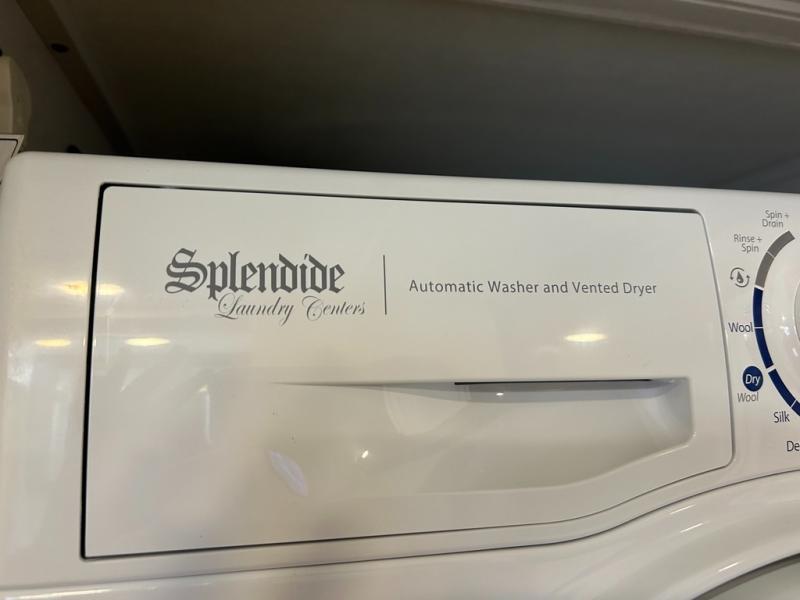 Splendide
Laundry Centers
Automatic Washer and Vented Dryer
Spin +
Drain
Rinse +
Spin
Wool
Dry
Wool
Silk